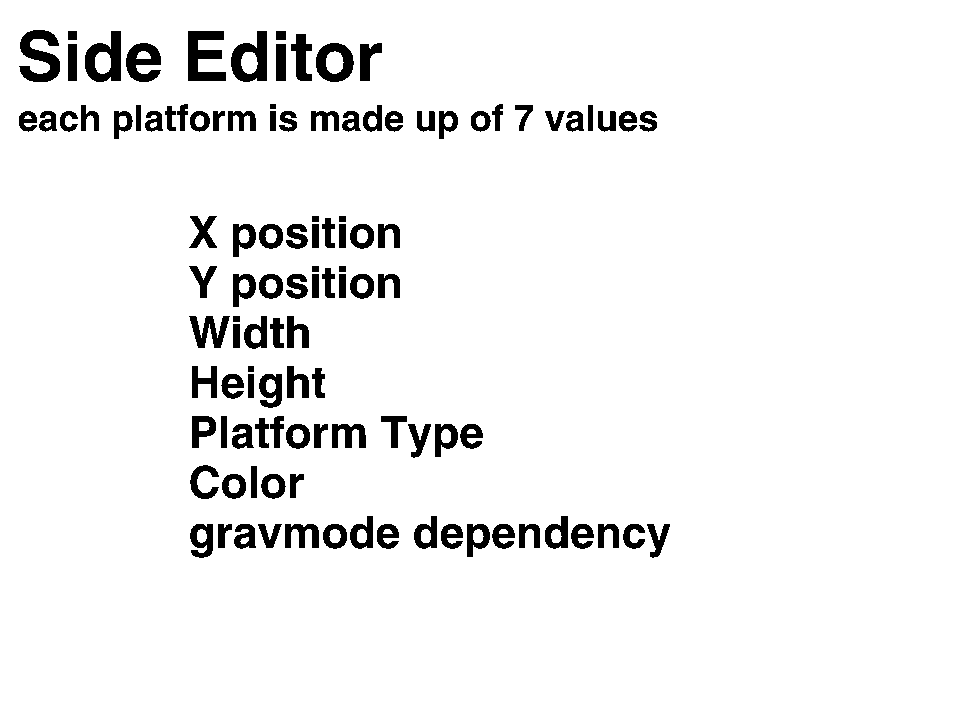 Side Editor
each platform is made up of 7 values
X position
Y position
Width
Height
Platform Type
Color
gravmode dependency